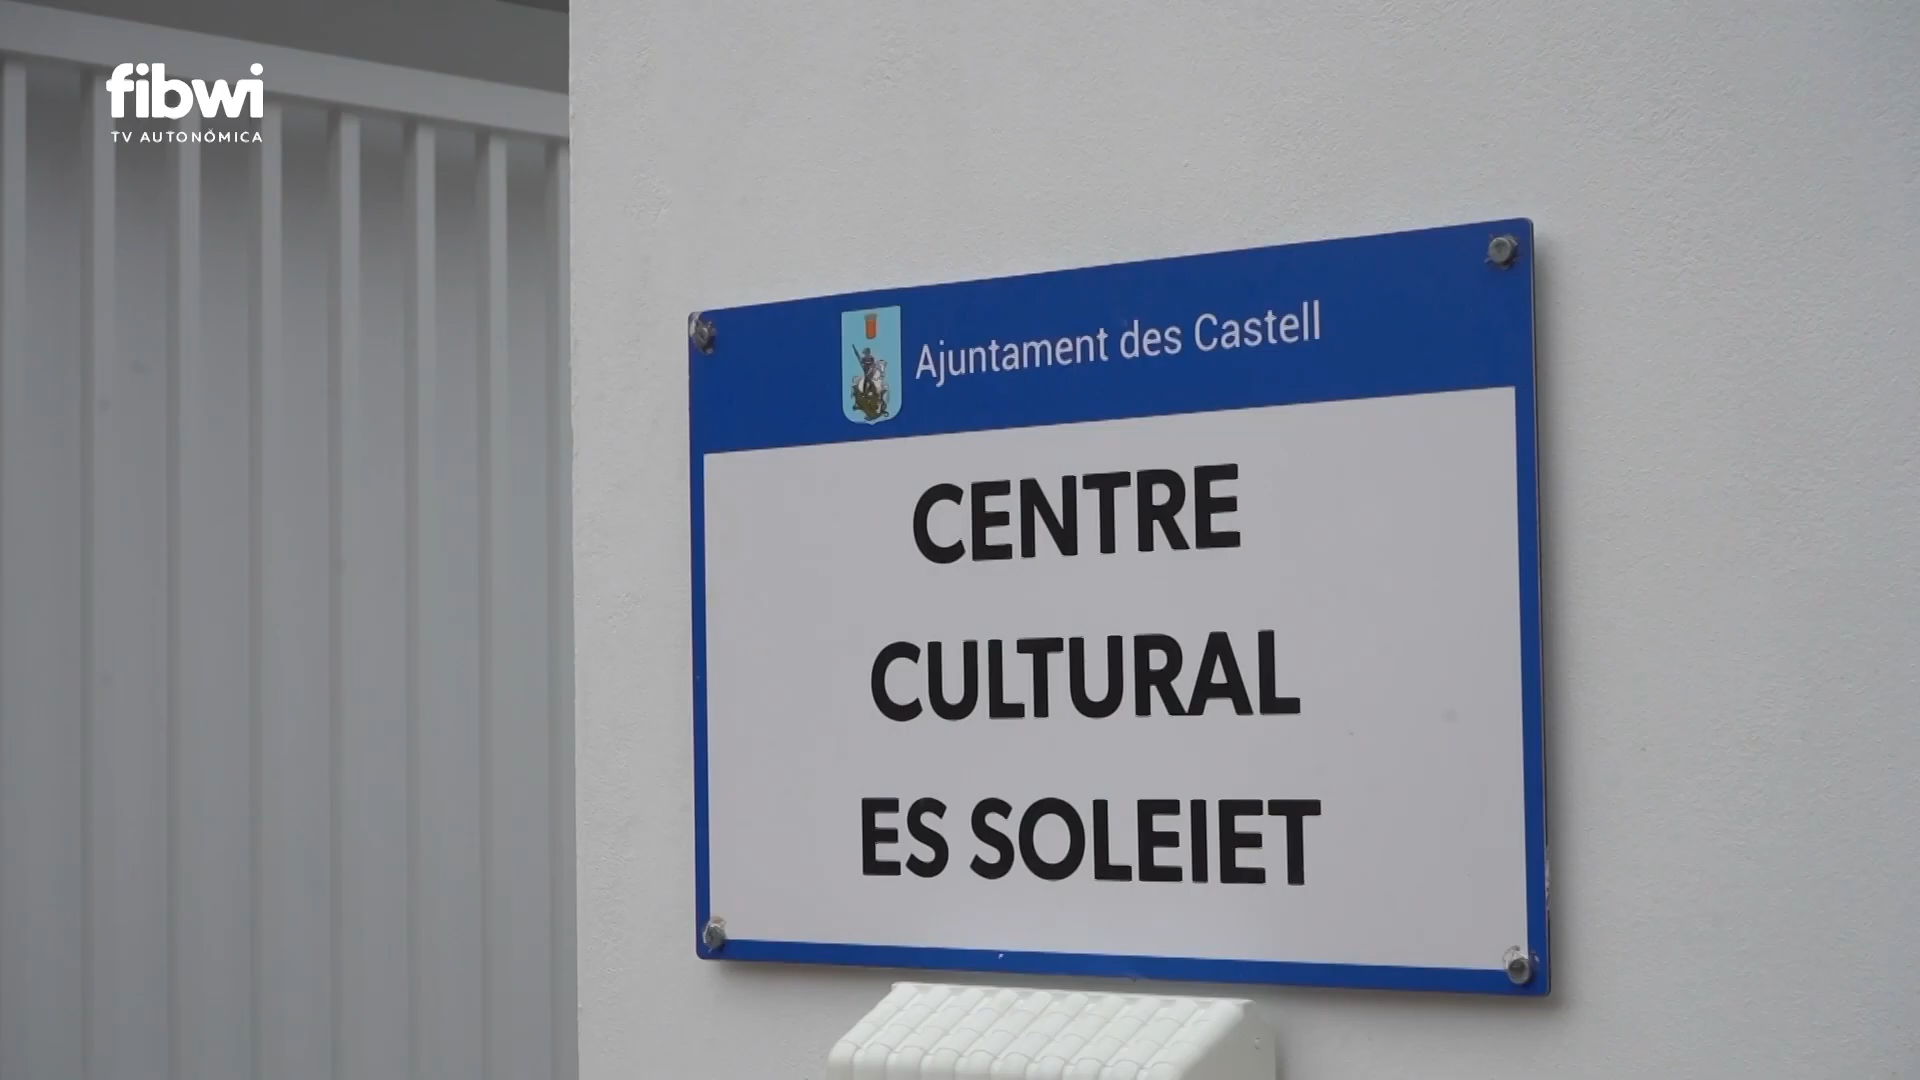 fibwi
TV AUTONÓMICA
Ajuntament des Castell
CENTRE
CULTURAL
ES SOLEIET